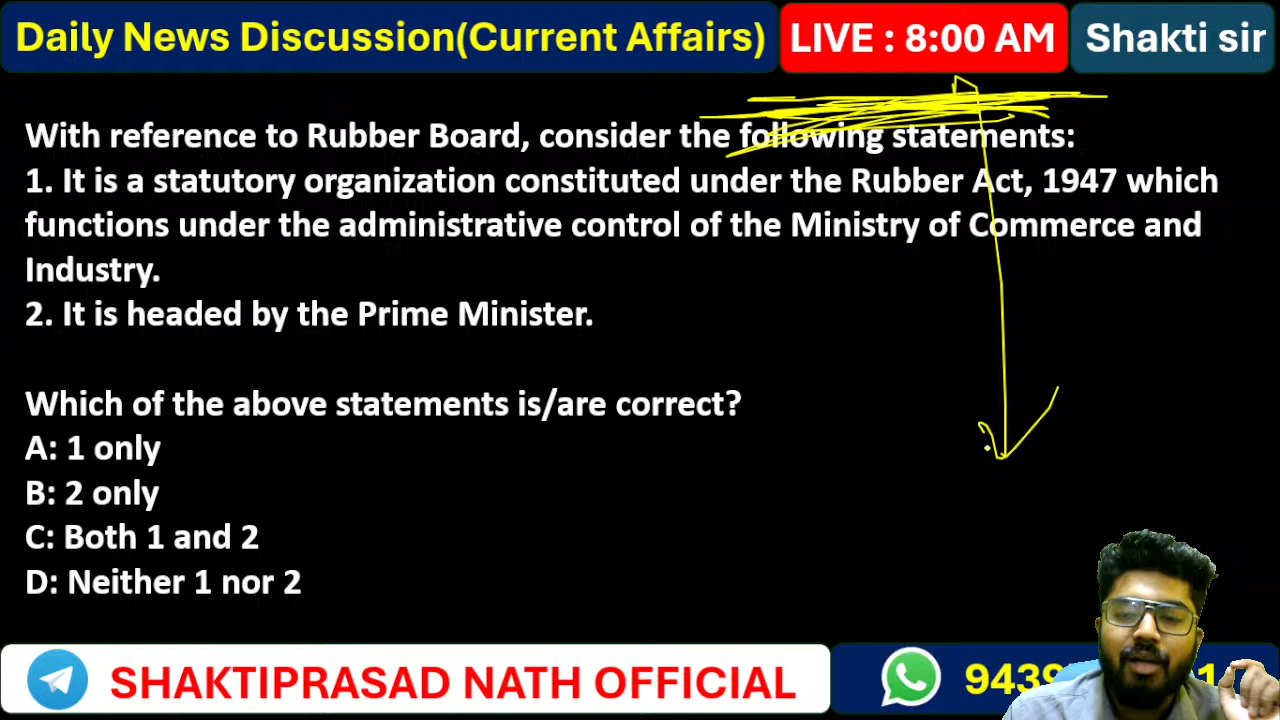 Daily News Discussion(Current Affairs) LIVE : 8:00 AM Shakti sir
With reference to Rubber Board, consider the following statements:
1. It is a statutory organization constituted under the Rubber Act, 1947 which
functions under the administrative control of the Ministry of Commerce and
Industry.
2. It is headed by the Prime Minister.
Which of the above statements is/are correct?
A: 1 only
B: 2 only
C: Both 1 and 2
D: Neither 1 nor 2
SHAKTIPRASAD NATH OFFICIAL